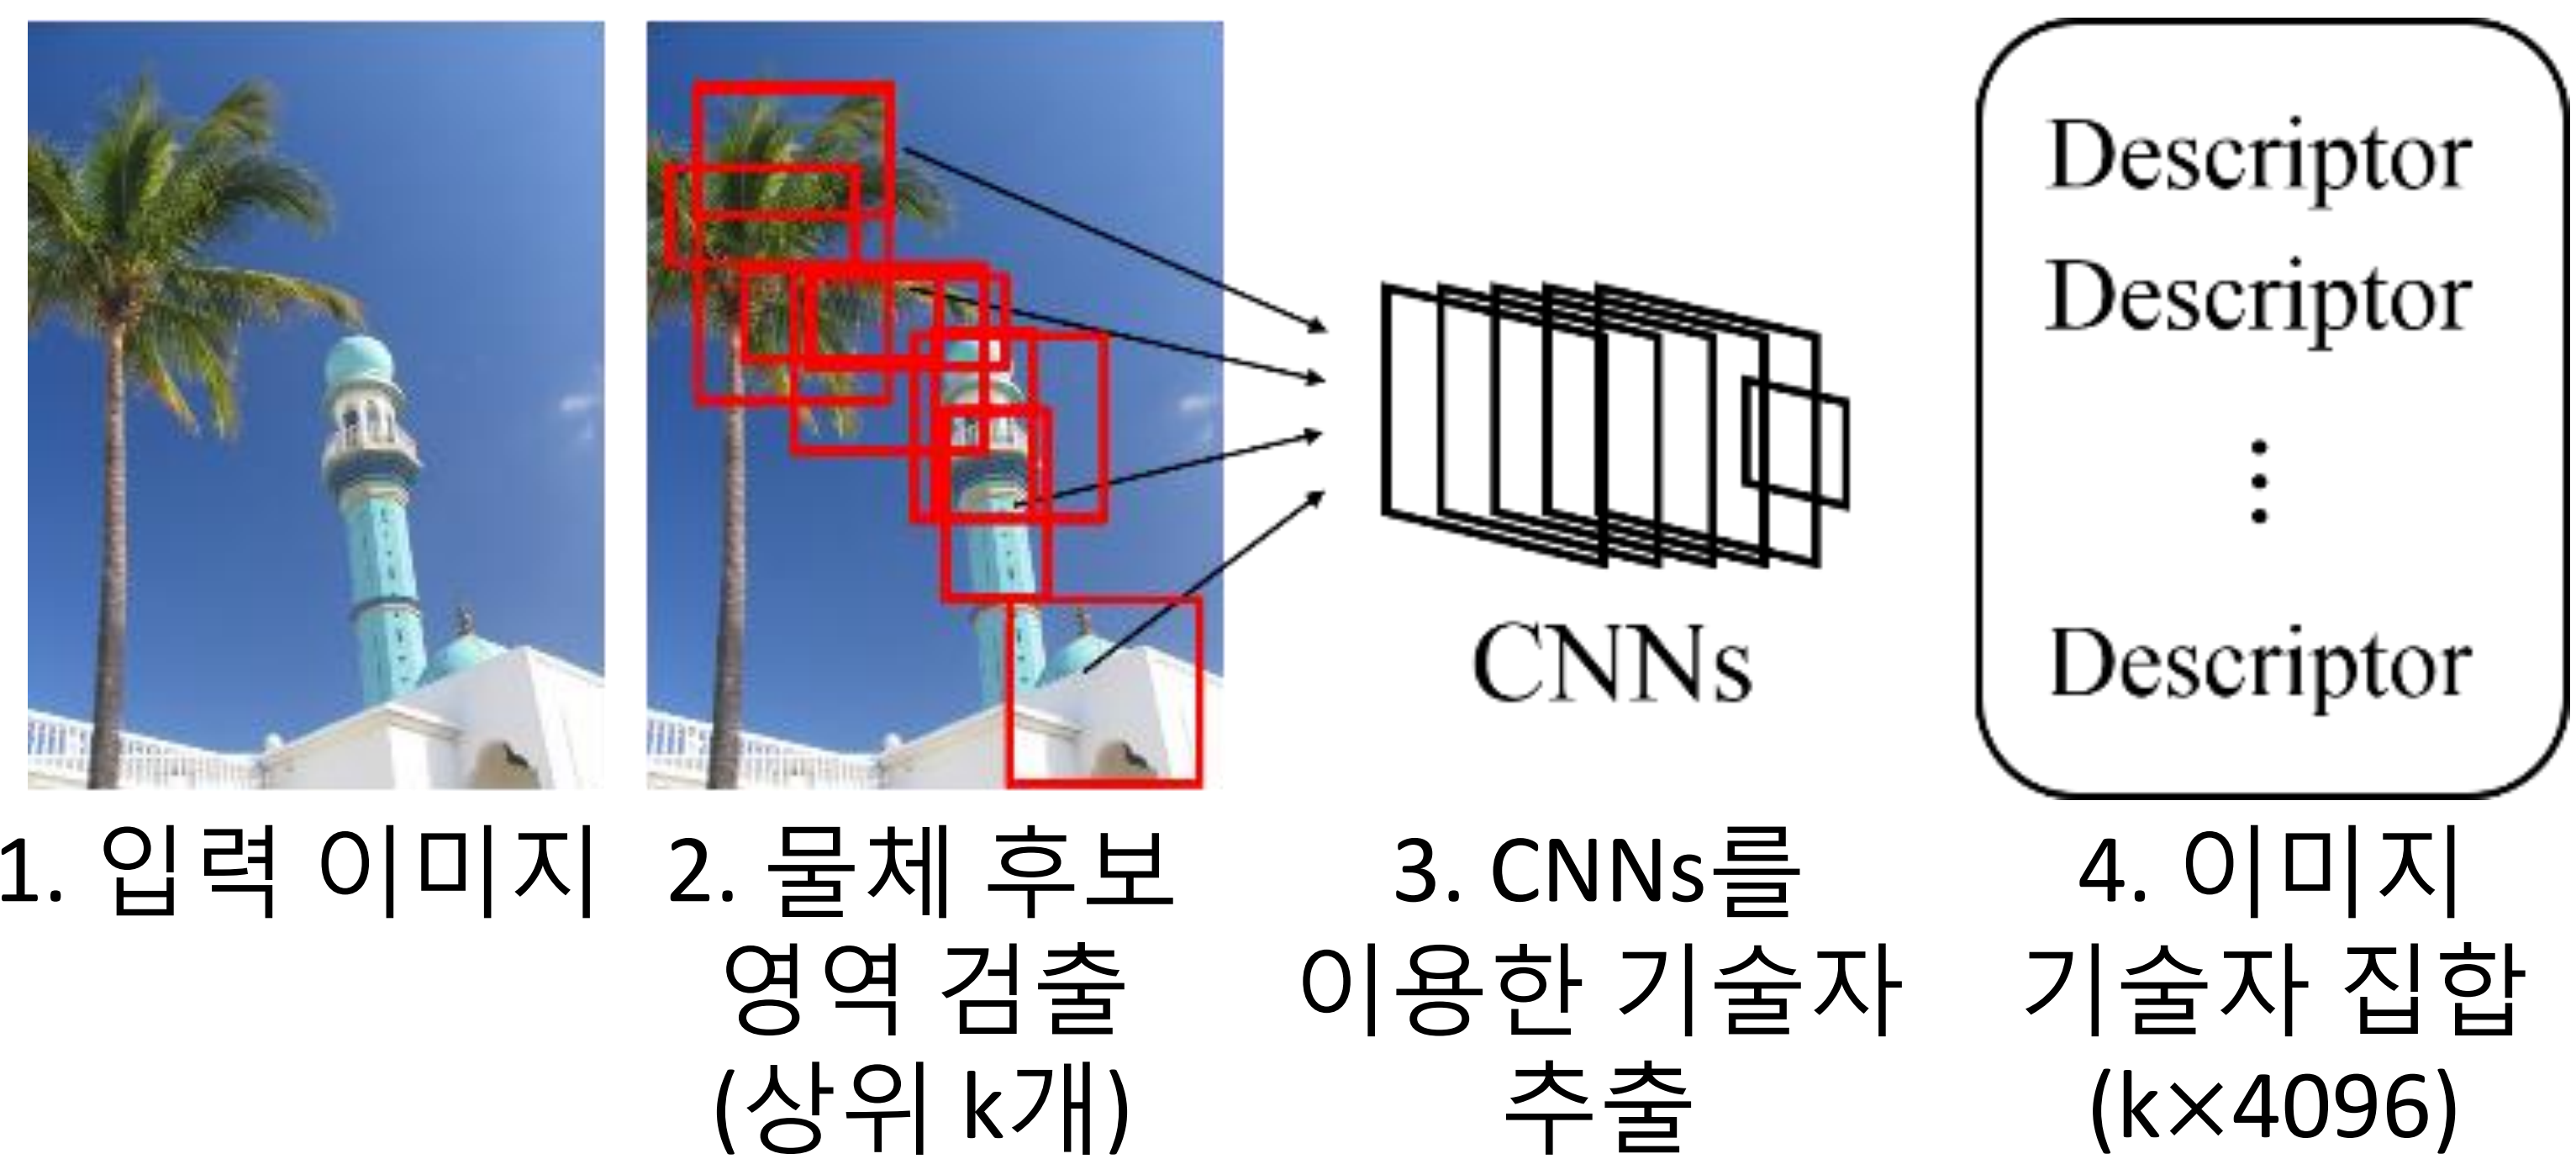 CNNs
Descriptor
Descriptor
Descriptor
1. 입력 이미지
2. 물체 후보
영역 검출
(상위 k개)
3. CNNs를
이용한 기술자
추출
4. 이미지
기술자 집합
(k×4096)